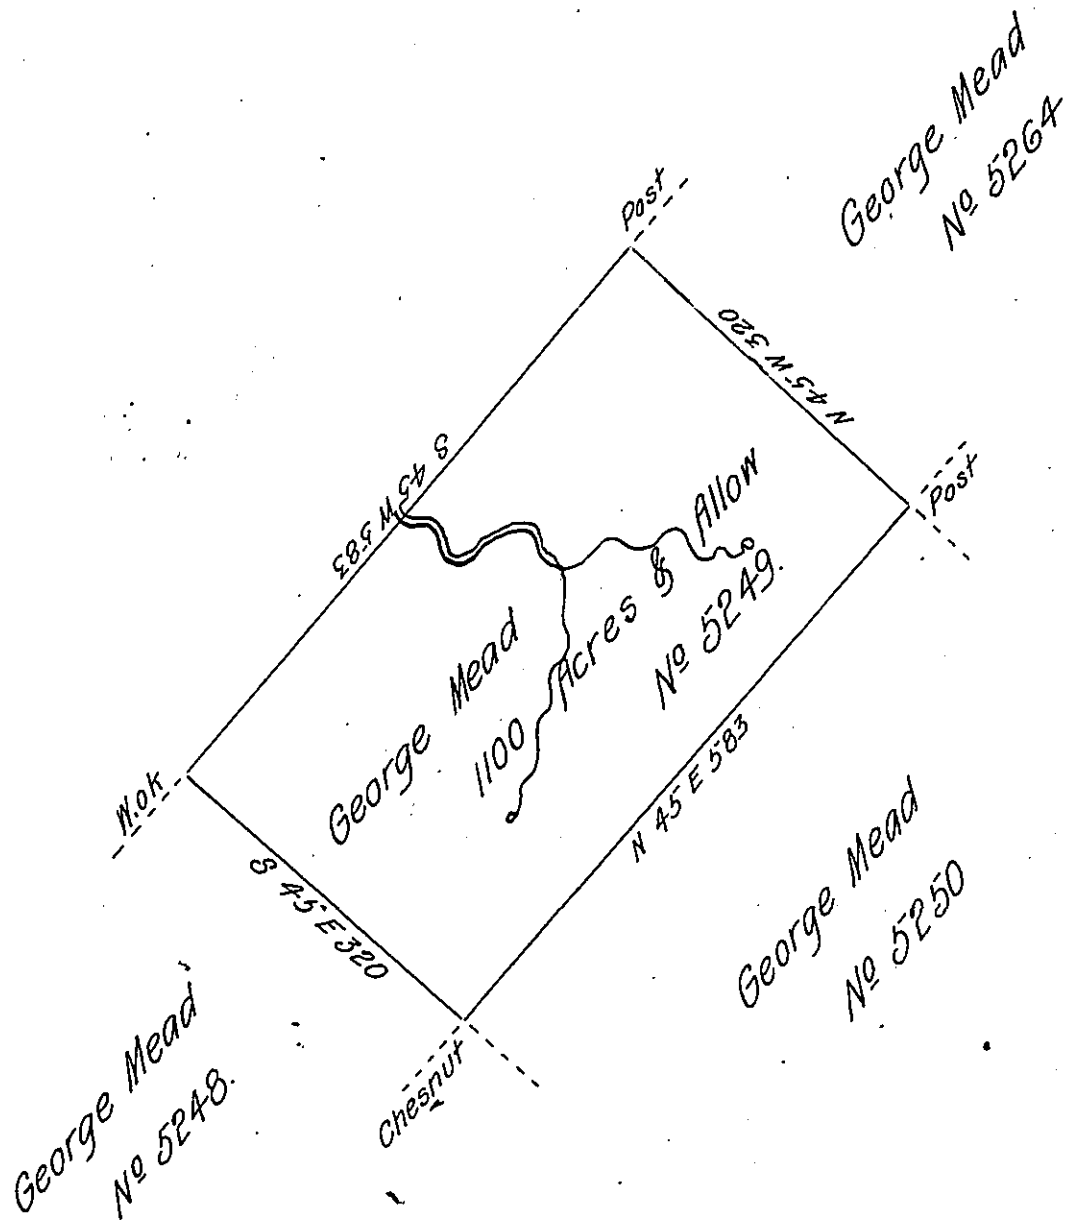 George Mead
Nº 5264
Post
N 45 W 320
Post
S 45 W 583
George Mead
1100 Acres & Allow
Nº 5249.
N 45 E 583
W.ok
S 45 E 320
Chesnut
George Mead
Nº 5250
George Mead
Nº 5248.